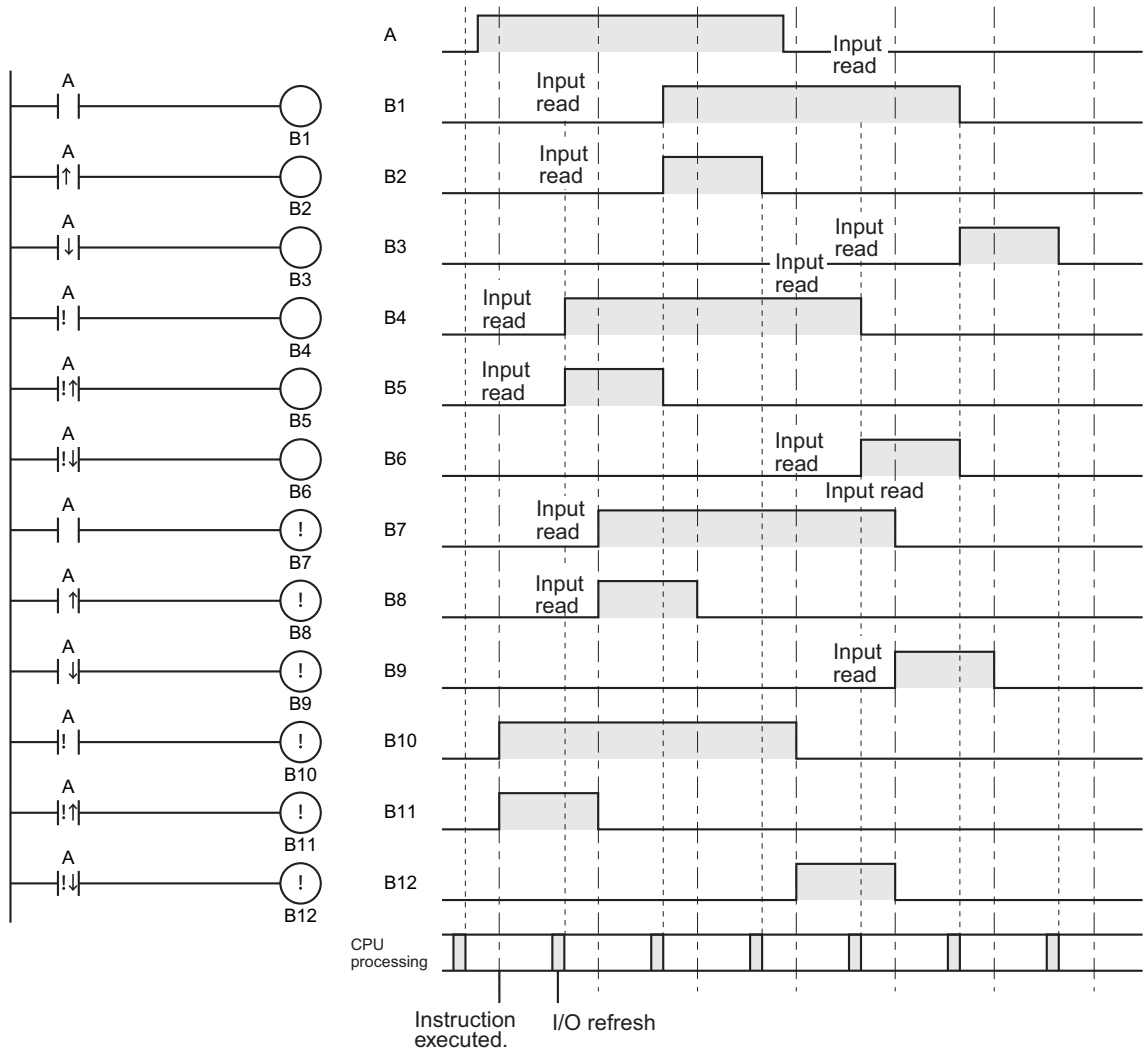 A
B1
A
↑
B2
A
↓
B3
A
!
B4
A
!↑
B5
A
!↓
B6
A
!
B7
A
↑
!
B8
A
↓
!
B9
A
!
!
B10
A
!↑
!
B11
A
!↓
!
B12
A
Input
read
B1
Input
read
B2
Input
read
B3
Input
read
Input
read
B4
Input
read
B5
Input
read
B6
Input
read
Input read
B7
Input
read
B8
Input
read
B9
Input
read
B10
B11
B12
CPU
processing
Instruction
executed.
I/O refresh